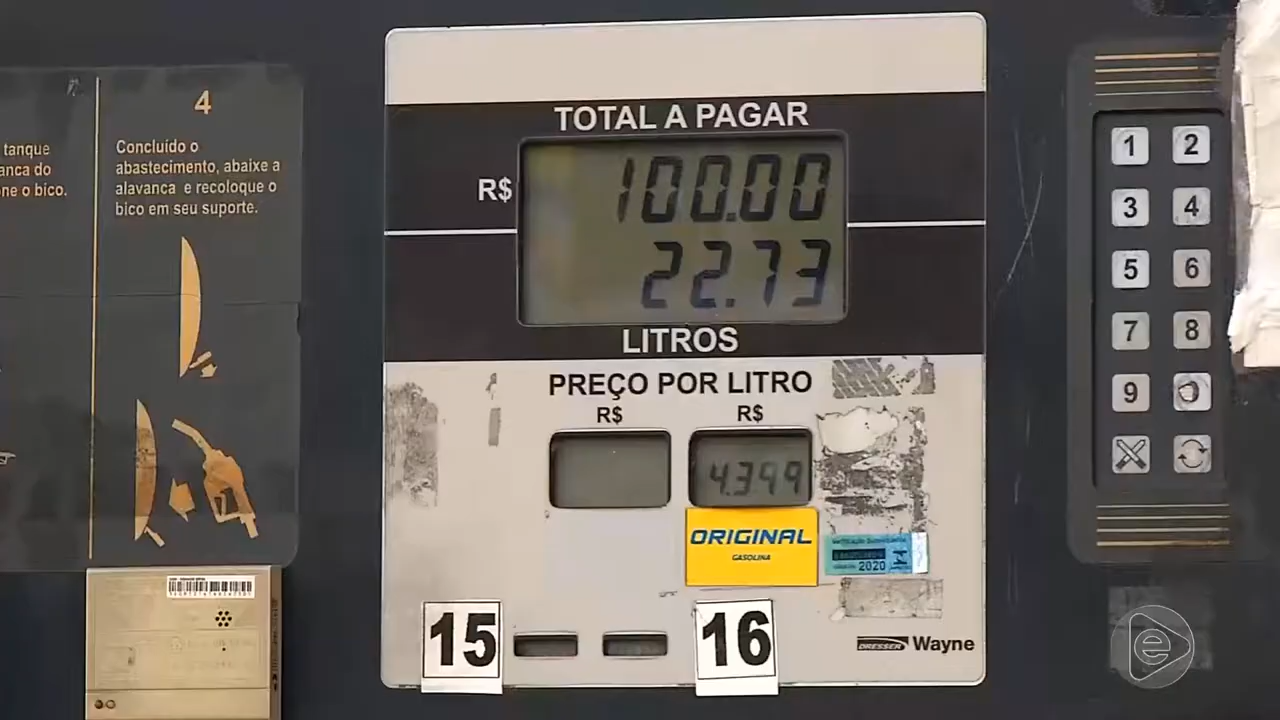 tanque
anca do
ne o bico.
4
Concluído o
abastecimento, abaixe a
alavanca e recoloque o
bico em seu suporte.
TOTAL A PAGAR
R$ 100.00
22.73
LITROS
PREÇO POR LITRO
R$ R$
4.399
ORIGINAL
GASOLINA
2020
15 16
DRESSER Wayne
1 2
3 4
5 6
7 8
9
e